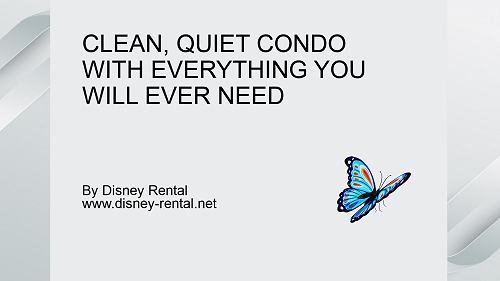 CLEAN, QUIET CONDO
WITH EVERYTHING YOU
WILL EVER NEED
By Disney Rental
www.disney-rental.net